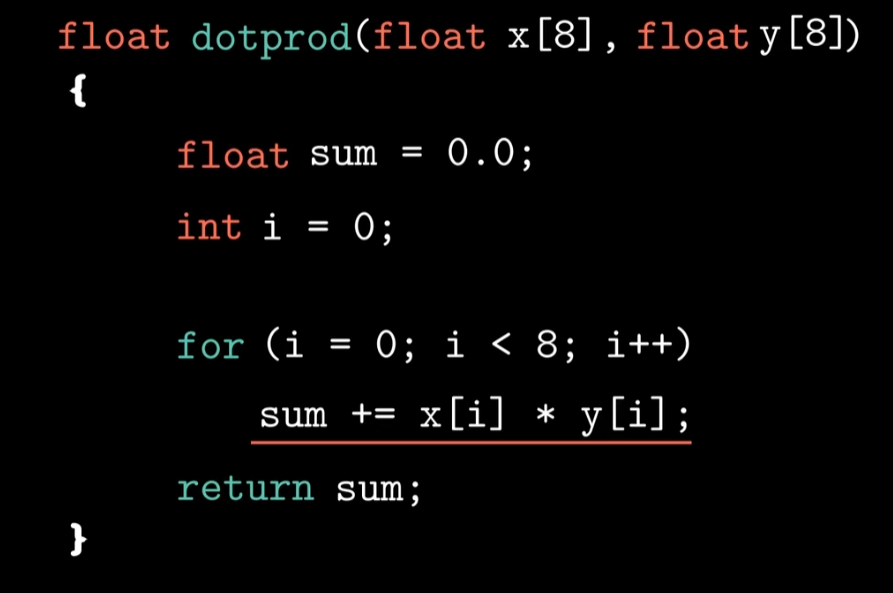 float dotprod(float x[8], float y[8])
{
float sum = 0.0;
int i = 0;
for (i = 0; i < 8; i++)
sum += x[i] * y[i];
return sum;
}